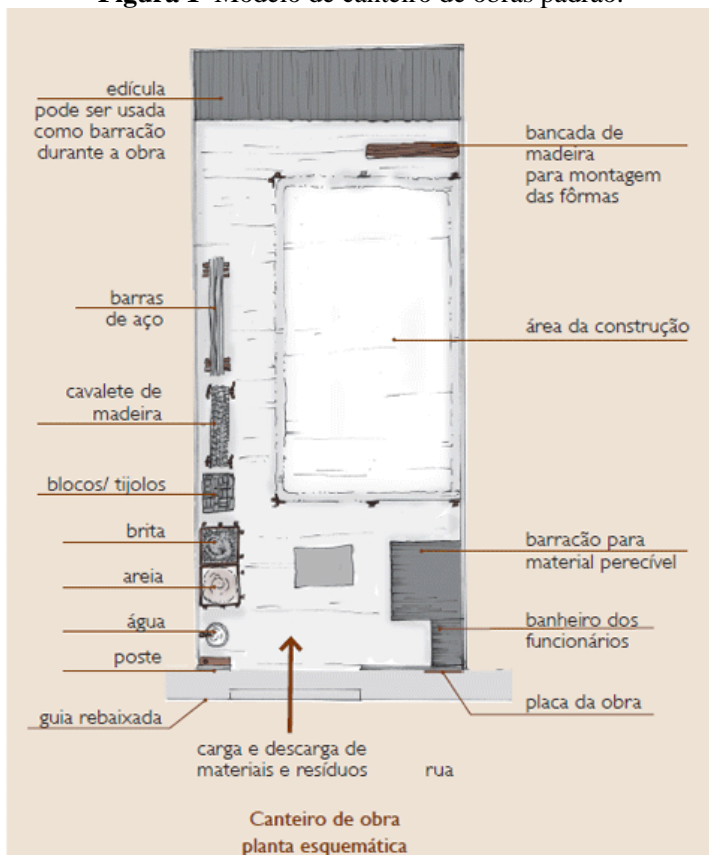 Figura 1- Modelo de canteiro de obras padrão.
edícula
pode ser usada
como barracão
durante a obra
bancada de
madeira
para montagem
das fôrmas
barras
de aço
área da construção
cavalete de
madeira
blocos/ tijolos
brita
areia
água
poste
guia rebaixada
barracão para
material perecível
banheiro dos
funcionários
placa da obra
carga e descarga de
materiais e resíduos
rua
Canteiro de obra
planta esquemática